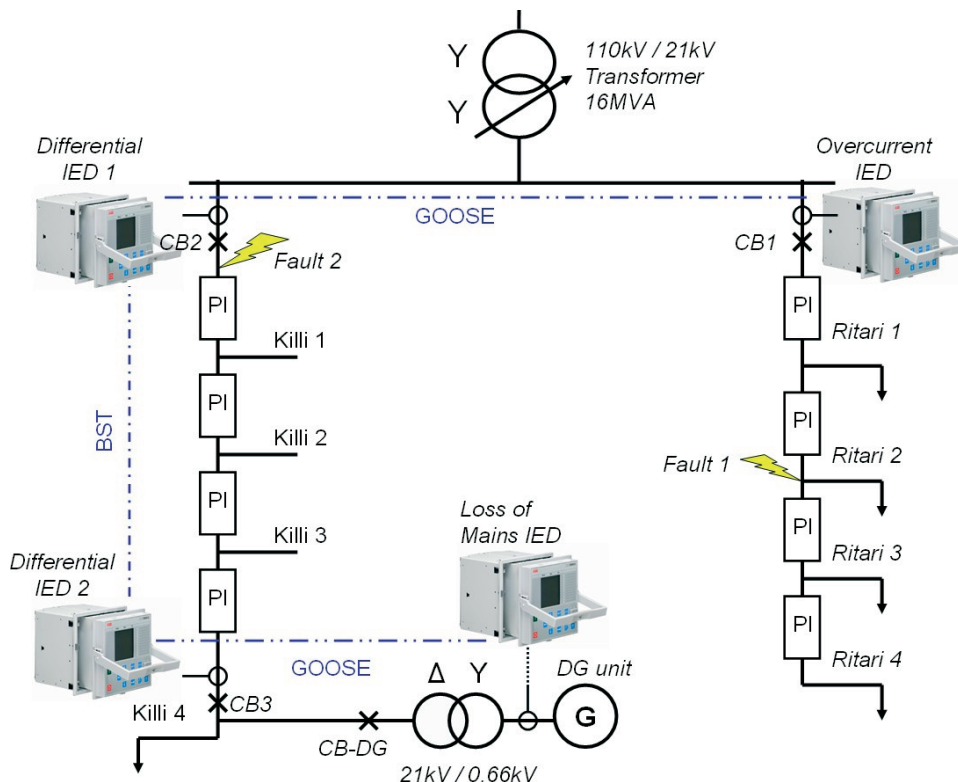 Y
Y
110kV / 21kV
Transformer
16MVA
Differential
IED 1
Overcurrent
IED
GOOSE
CB2
Fault 2
CB1
PI
PI
Killi 1
Ritari 1
PI
PI
BST
Killi 2
Fault 1
Ritari 2
PI
PI
Killi 3
Loss of
Mains IED
Ritari 3
Differential
IED 2
PI
PI
GOOSE
Δ
Y
DG unit
Ritari 4
Killi 4
CB3
G
CB-DG
21kV / 0.66kV